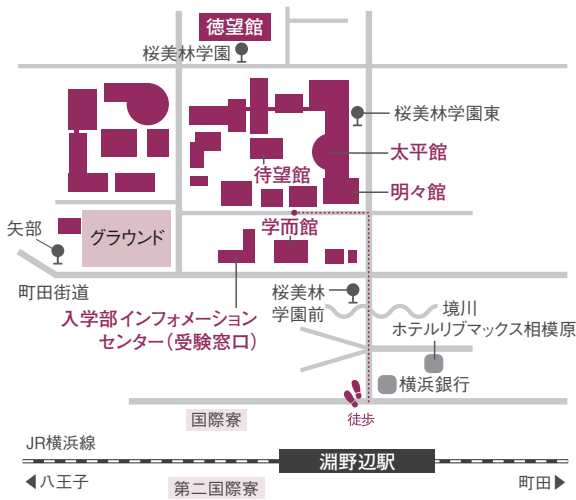 徳望館
桜美林学園
桜美林学園東
太平館
待望館
明々館
学而館
矢部
グラウンド
町田街道
桜美林
学園前
境川
入学部インフォメーション
センター(受験窓口)
ホテルリブマックス相模原
横浜銀行
徒歩
国際寮
JR横浜線
淵野辺駅
八王子
町田
第二国際寮